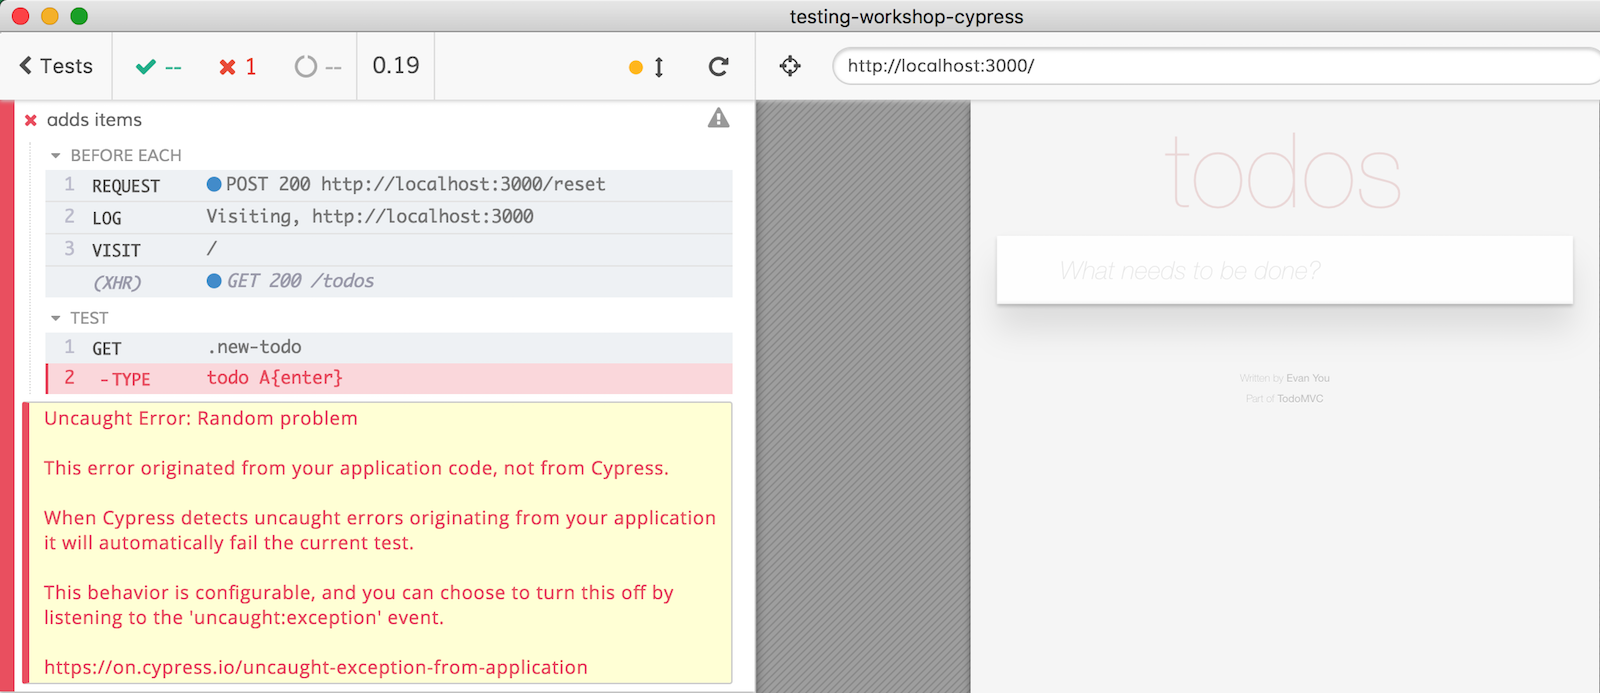 testing-workshop-cypress
Tests -- 1 -- 0.19 http://localhost:3000/
adds items
BEFORE EACH
1 REQUEST POST 200 http://localhost:3000/reset
2 LOG Visiting, http://localhost:3000
3 VISIT /
(XHR) GET 200 /todos
TEST
1 GET .new-todo
2 -TYPE todo A{enter}
Uncaught Error: Random problem
This error originated from your application code, not from Cypress.
When Cypress detects uncaught errors originating from your application
it will automatically fail the current test.
This behavior is configurable, and you can choose to turn this off by
listening to the 'uncaught:exception' event.
https://on.cypress.io/uncaught-exception-from-application
todos
What needs to be done?
Written by Evan You
Part of TodoMVC